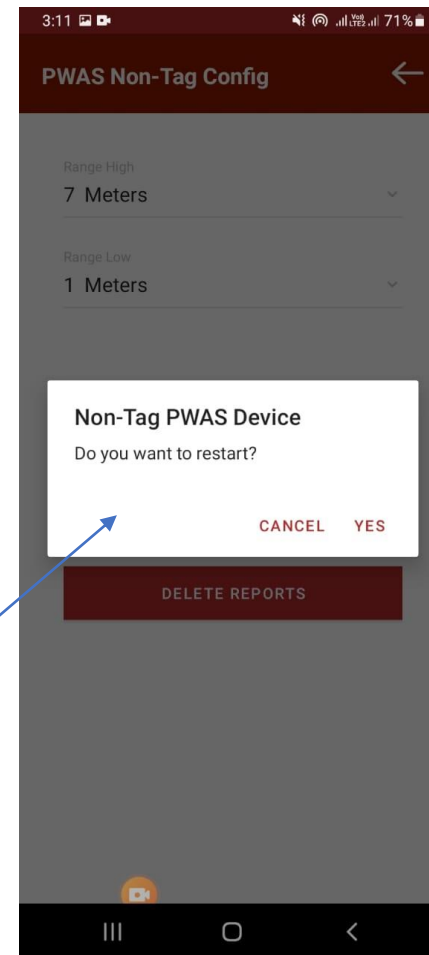 3:11 71%
PWAS Non-Tag Config
Range High
7 Meters
Range Low
1 Meters
Non-Tag PWAS Device
Do you want to restart?
CANCEL YES
DELETE REPORTS